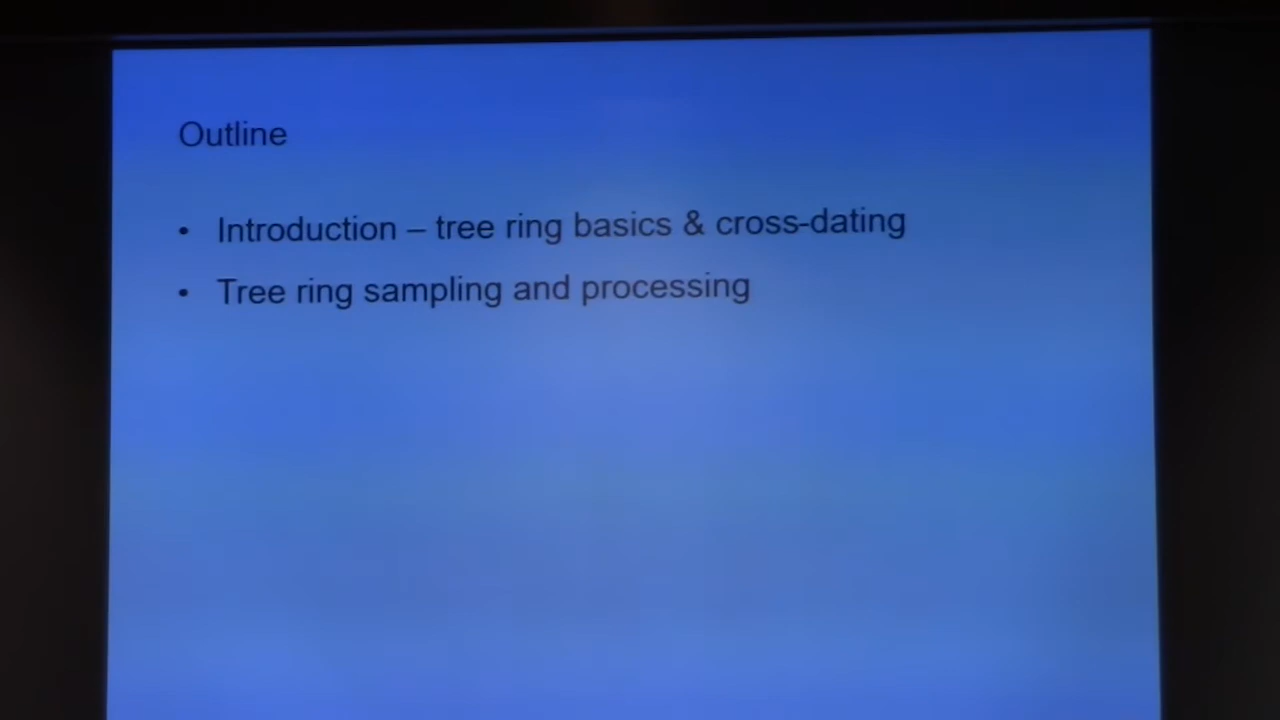 Outline
• Introduction – tree ring basics & cross-dating
• Tree ring sampling and processing